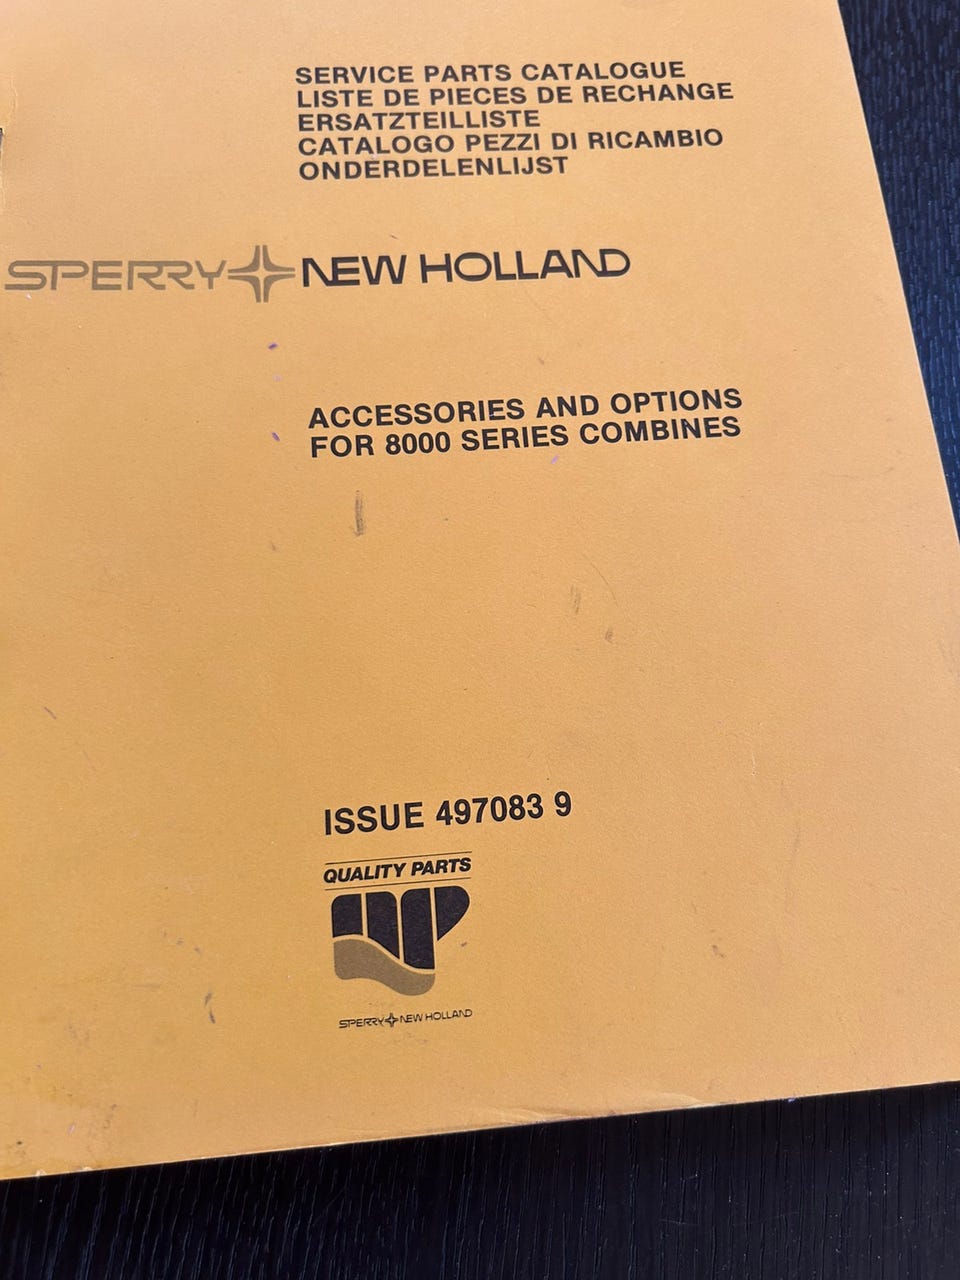 SERVICE PARTS CATALOGUE
LISTE DE PIECES DE RECHANGE
ERSATZTEILLISTE
CATALOGO PEZZI DI RICAMBIO
ONDERDELENLIJST
SPERRY NEW HOLLAND
ACCESSORIES AND OPTIONS
FOR 8000 SERIES COMBINES
ISSUE 497083 9
QUALITY PARTS
SPERRY NEW HOLLAND